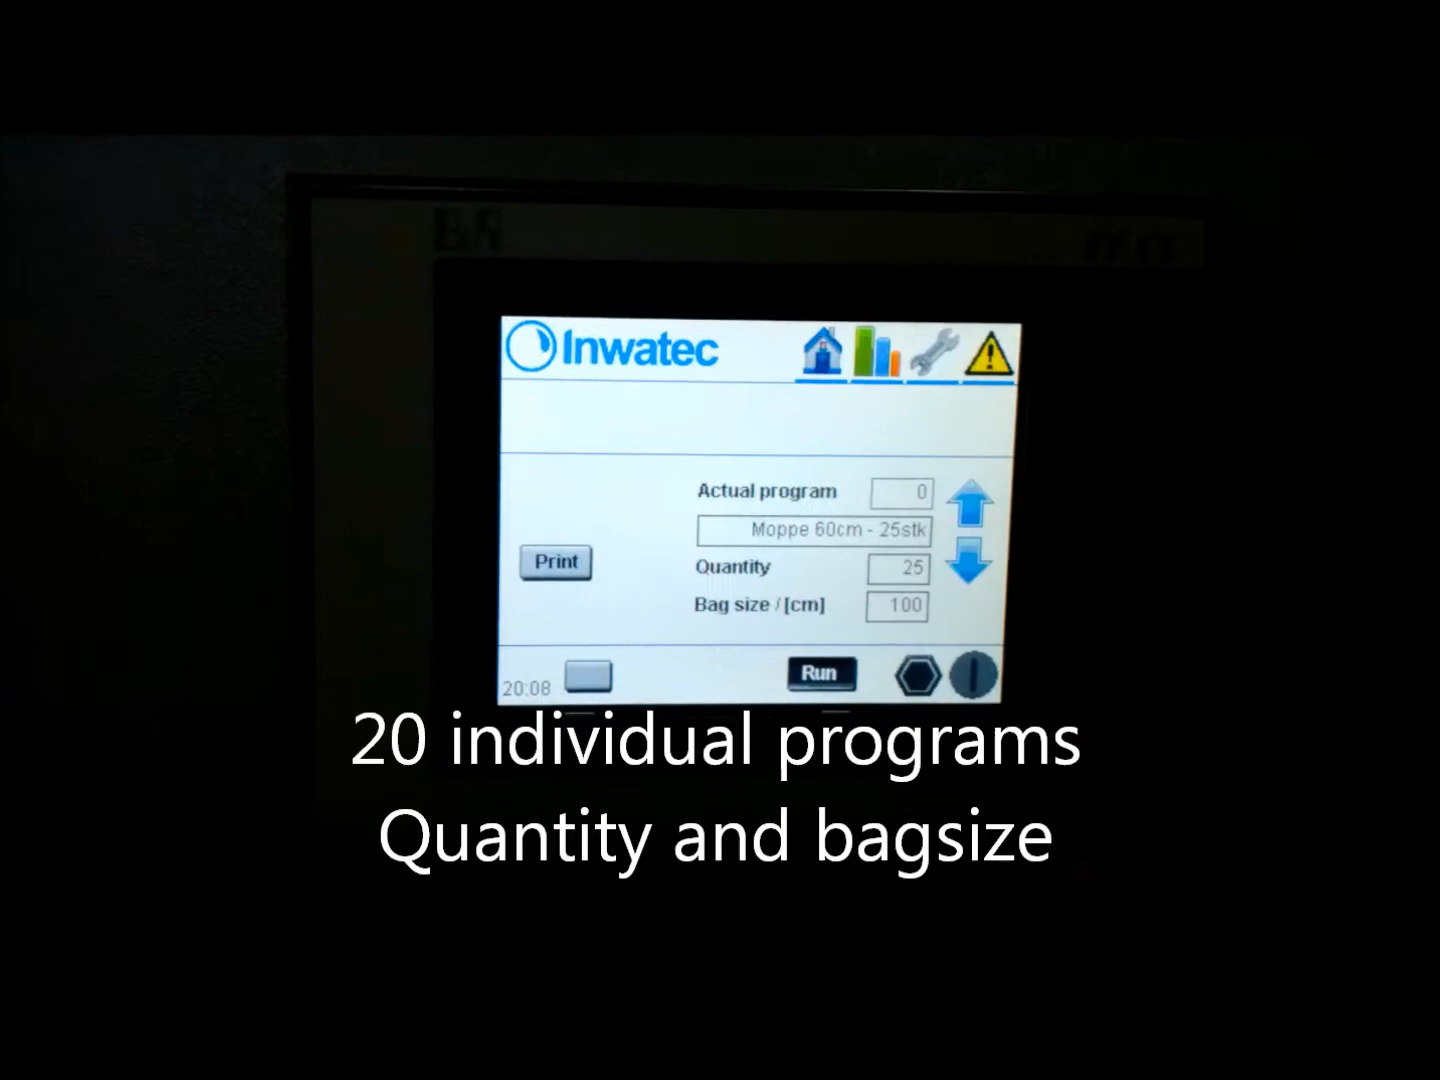 Inwatec
Actual program 0
Moppe 60cm - 25stk
Print
Quantity 25
Bag size / [cm] 100
20:08
Run
20 individual programs
Quantity and bagsize